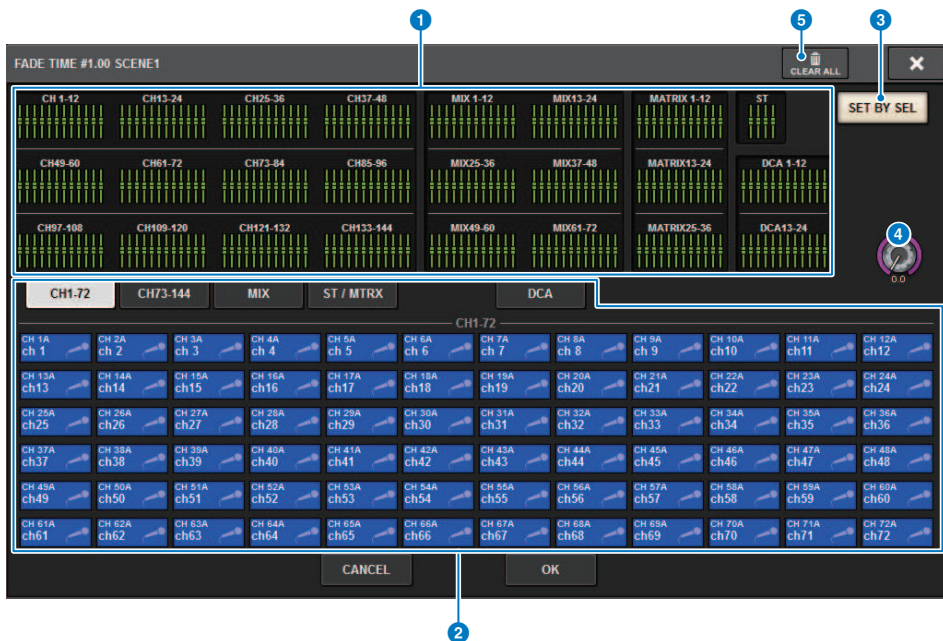 1
5
3
FADE TIME #1.00 SCENE1
CLEAR ALL
SET BY SEL
CH 1-12 CH13-24 CH25-36 CH37-48 MIX 1-12 MIX13-24 MATRIX 1-12 ST
CH49-60 CH61-72 CH73-84 CH85-96 MIX25-36 MIX37-48 MATRIX13-24 DCA 1-12
CH97-108 CH109-120 CH121-132 CH133-144 MIX49-60 MIX61-72 MATRIX25-36 DCA13-24
4
0.0
CH1-72 CH73-144 MIX ST / MTRX DCA
CH1-72
CH 1A CH 2A CH 3A CH 4A CH 5A CH 6A CH 7A CH 8A CH 9A CH 10A CH 11A CH 12A
ch 1 ch 2 ch 3 ch 4 ch 5 ch 6 ch 7 ch 8 ch 9 ch10 ch11 ch12
CH 13A CH 14A CH 15A CH 16A CH 17A CH 18A CH 19A CH 20A CH 21A CH 22A CH 23A CH 24A
ch13 ch14 ch15 ch16 ch17 ch18 ch19 ch20 ch21 ch22 ch23 ch24
CH 25A CH 26A CH 27A CH 28A CH 29A CH 30A CH 31A CH 32A CH 33A CH 34A CH 35A CH 36A
ch25 ch26 ch27 ch28 ch29 ch30 ch31 ch32 ch33 ch34 ch35 ch36
CH 37A CH 38A CH 39A CH 40A CH 41A CH 42A CH 43A CH 44A CH 45A CH 46A CH 47A CH 48A
ch37 ch38 ch39 ch40 ch41 ch42 ch43 ch44 ch45 ch46 ch47 ch48
CH 49A CH 50A CH 51A CH 52A CH 53A CH 54A CH 55A CH 56A CH 57A CH 58A CH 59A CH 60A
ch49 ch50 ch51 ch52 ch53 ch54 ch55 ch56 ch57 ch58 ch59 ch60
CH 61A CH 62A CH 63A CH 64A CH 65A CH 66A CH 67A CH 68A CH 69A CH 70A CH 71A CH 72A
ch61 ch62 ch63 ch64 ch65 ch66 ch67 ch68 ch69 ch70 ch71 ch72
CANCEL OK
2